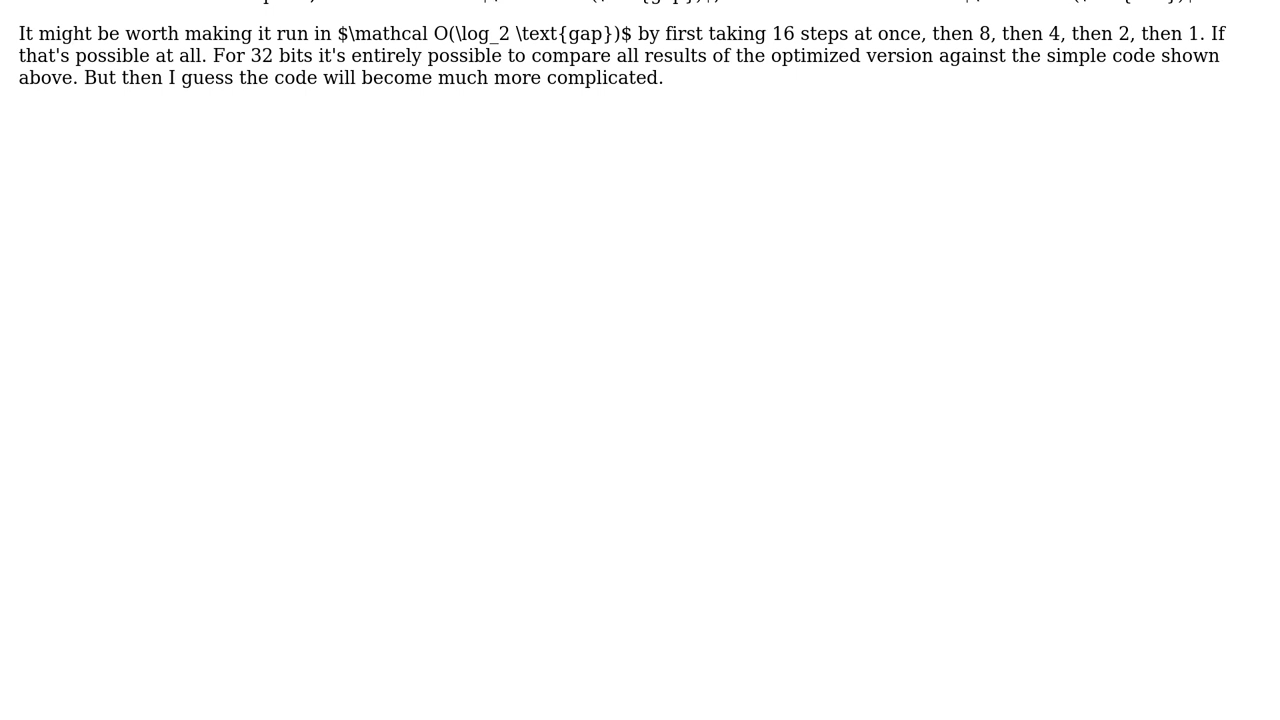 It might be worth making it run in $\mathcal O(\log_2 \text{gap})$ by first taking 16 steps at once, then 8, then 4, then 2, then 1. If
that's possible at all. For 32 bits it's entirely possible to compare all results of the optimized version against the simple code shown
above. But then I guess the code will become much more complicated.